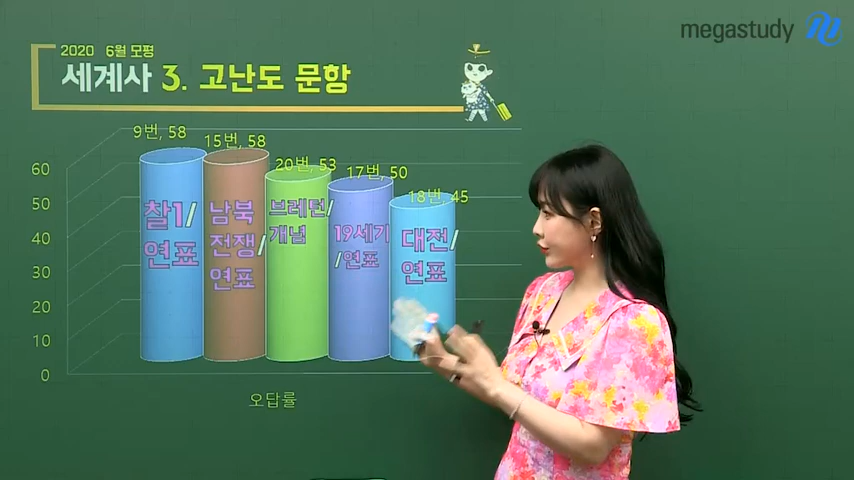 megastudy
2020 6월 모평
세계사 3. 고난도 문항
9번, 58
15번, 58
20번, 53
17번, 50
18번, 45
60
50
40
30
20
10
0
찰1/
연표
남북
전쟁/
연표
브레턴/
개념
19세기
/연표
대전/
연표
오답률